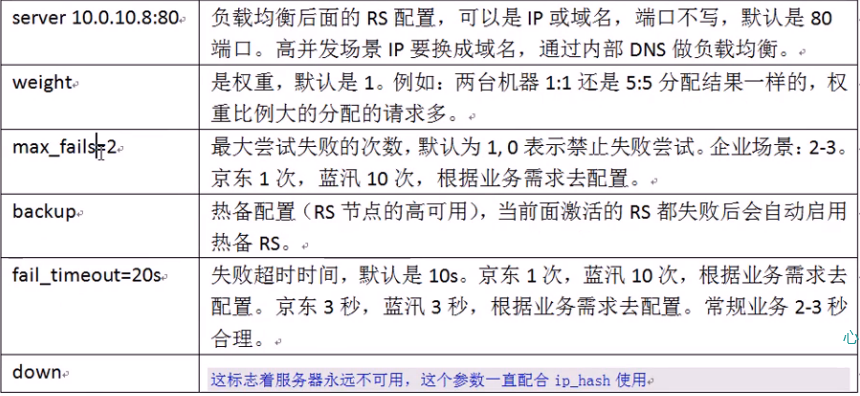 server 10.0.10.8:80
负载均衡后面的 RS 配置，可以是 IP 或域名，端口不写，默认是 80
端口。高并发场景 IP 要换成域名，通过内部 DNS 做负载均衡。
weight
是权重，默认是 1。例如：两台机器 1:1 还是 5:5 分配结果一样的，权
重比例大的分配的请求多。
max_fails=2
最大尝试失败的次数，默认为 1, 0 表示禁止失败尝试。企业场景：2-3。
京东 1 次，蓝汛 10 次，根据业务需求去配置。
backup
热备配置（RS 节点的高可用），当前面激活的 RS 都失败后会自动启用
热备 RS。
fail_timeout=20s
失败超时时间，默认是 10s。京东 1 次，蓝汛 10 次，根据业务需求去
配置。京东 3 秒，蓝汛 3 秒，根据业务需求去配置。常规业务 2-3 秒
合理。
心
down
这标志着服务器永远不可用，这个参数一直配合 ip_hash 使用